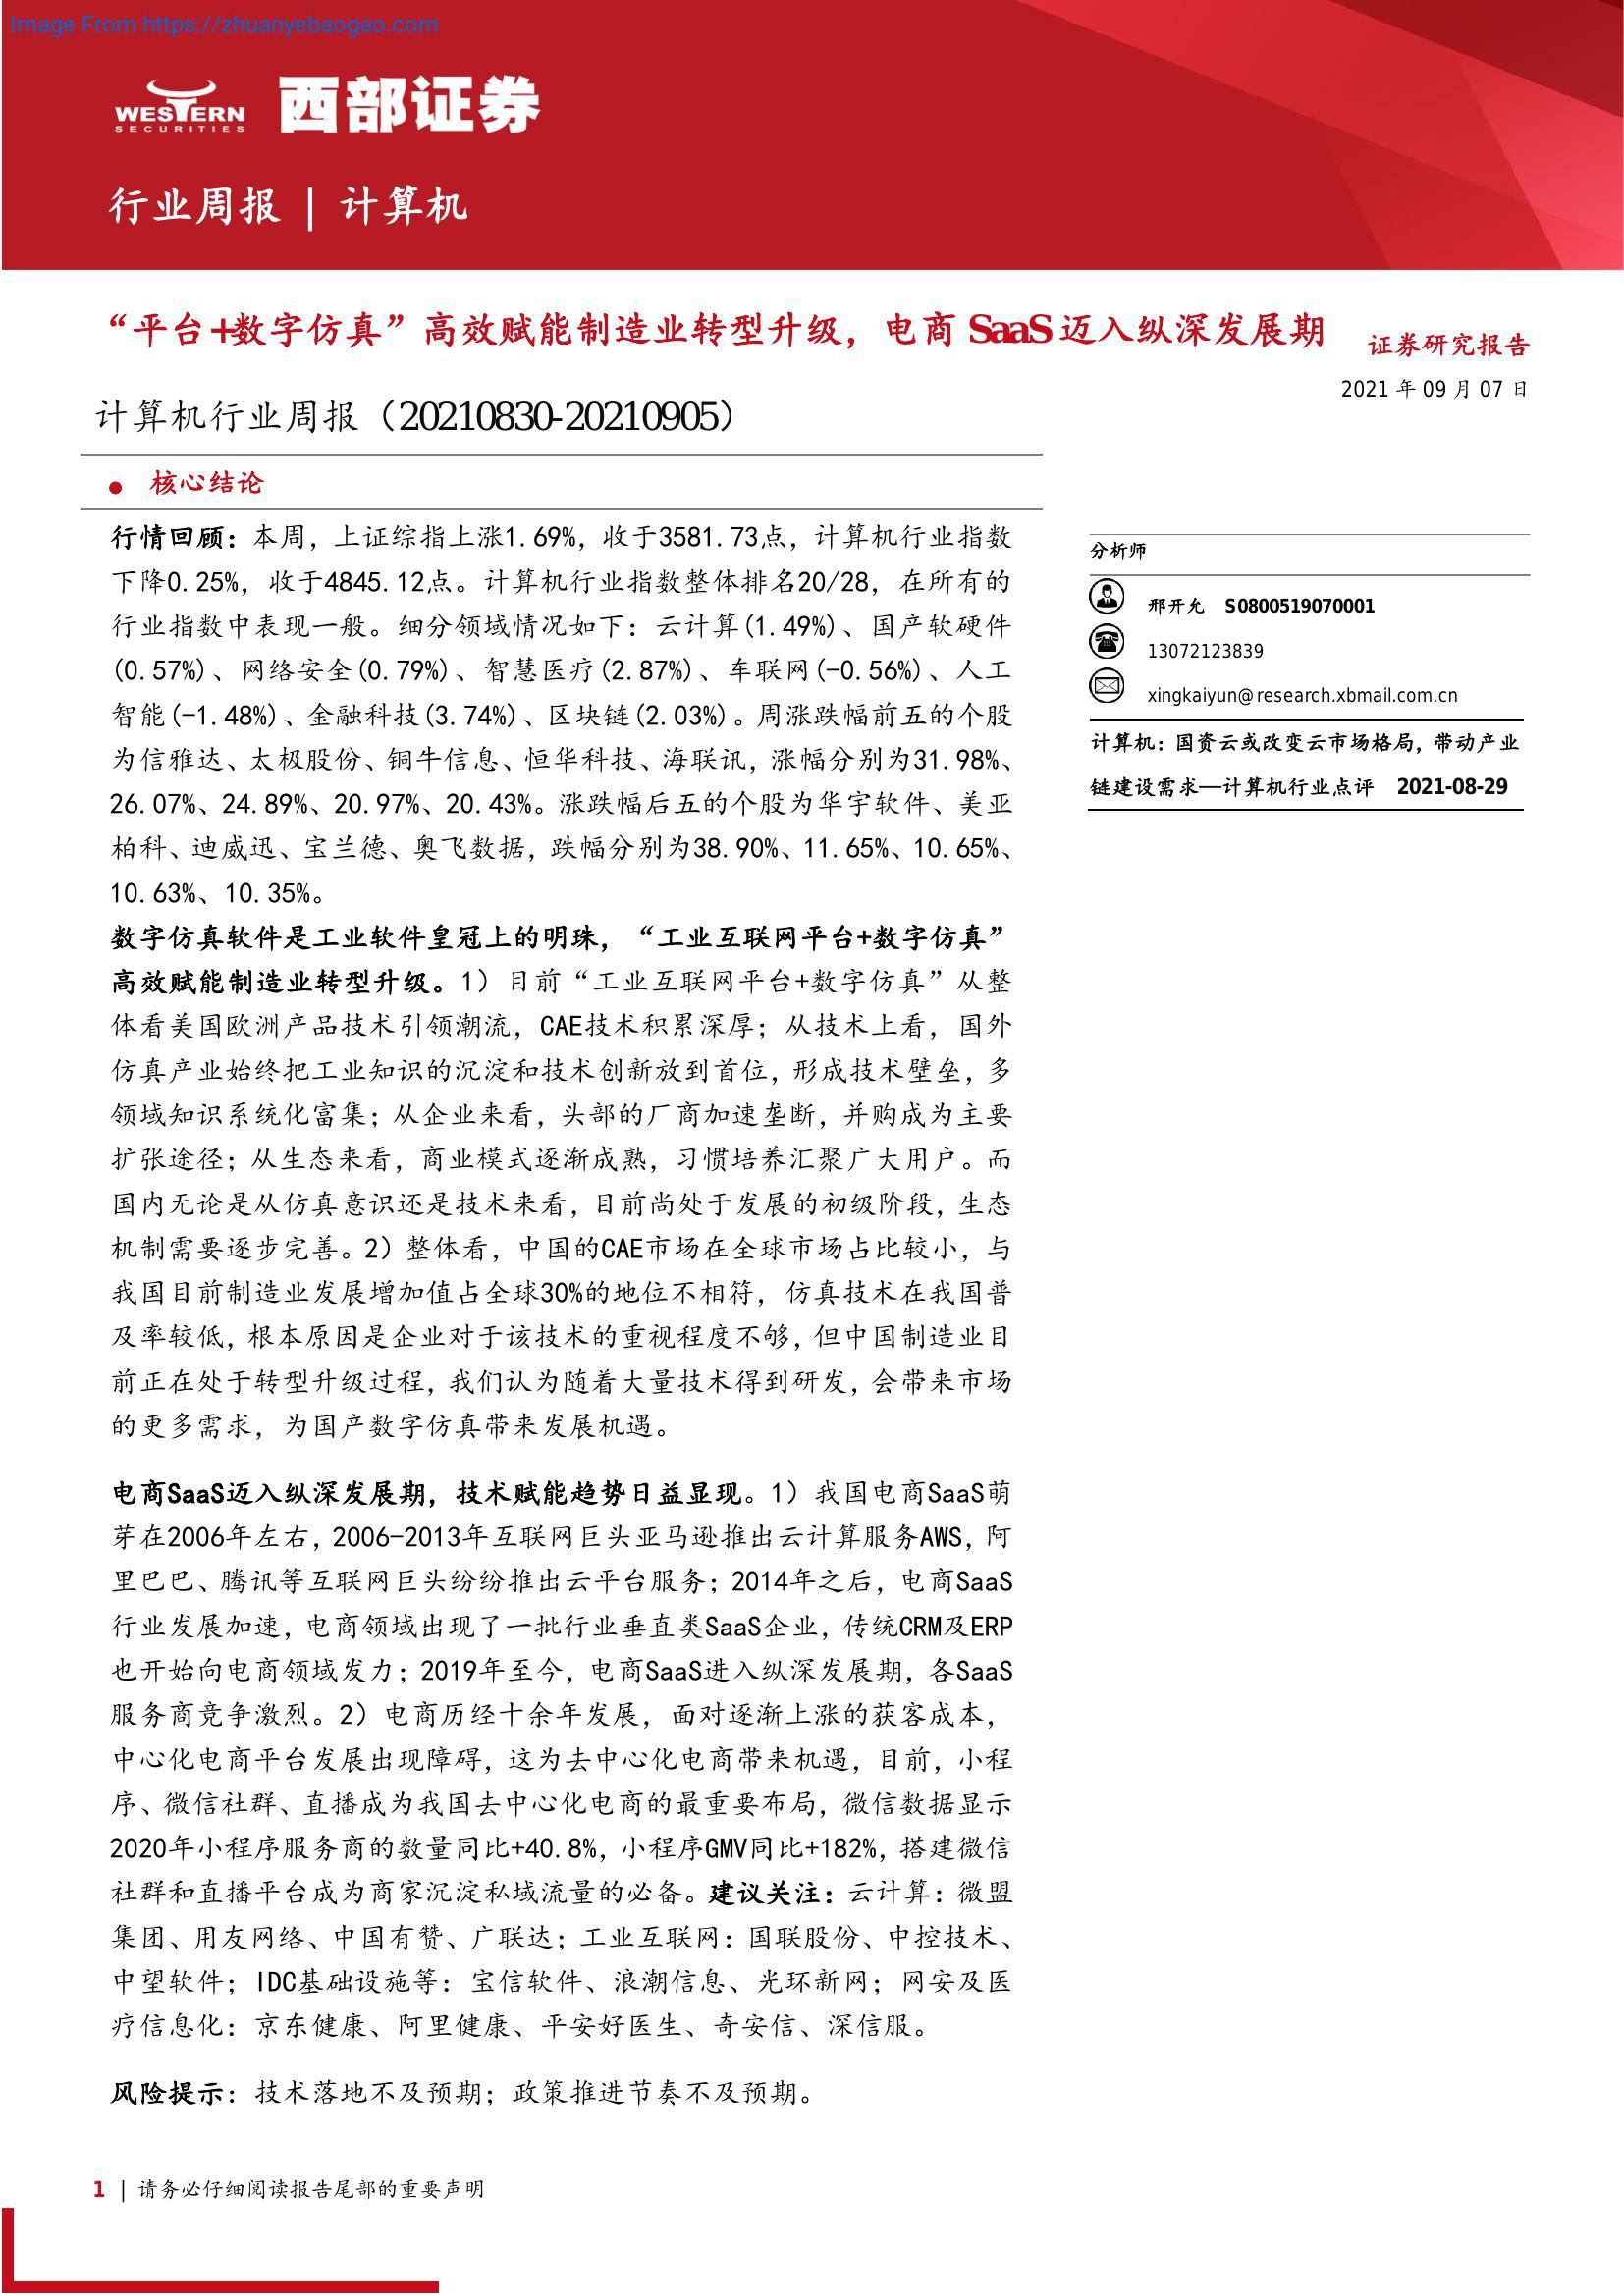 Image From https://zhuanyebaogao.com
WESTERN
SECURITIES
西部证券
行业周报 | 计算机
“平台+数字仿真”高效赋能制造业转型升级，电商 SaaS 迈入纵深发展期
证券研究报告
2021 年 09 月 07 日
计算机行业周报（20210830-20210905）
● 核心结论
行情回顾：本周，上证综指上涨1.69%，收于3581.73点，计算机行业指数
下降0.25%，收于4845.12点。计算机行业指数整体排名20/28，在所有的
行业指数中表现一般。细分领域情况如下：云计算(1.49%)、国产软硬件
(0.57%)、网络安全(0.79%)、智慧医疗(2.87%)、车联网(-0.56%)、人工
智能(-1.48%)、金融科技(3.74%)、区块链(2.03%)。周涨跌幅前五的个股
为信雅达、太极股份、铜牛信息、恒华科技、海联讯，涨幅分别为31.98%、
26.07%、24.89%、20.97%、20.43%。涨跌幅后五的个股为华宇软件、美亚
柏科、迪威迅、宝兰德、奥飞数据，跌幅分别为38.90%、11.65%、10.65%、
10.63%、10.35%。
数字仿真软件是工业软件皇冠上的明珠，“工业互联网平台+数字仿真”
高效赋能制造业转型升级。1）目前“工业互联网平台+数字仿真”从整
体看美国欧洲产品技术引领潮流，CAE技术积累深厚；从技术上看，国外
仿真产业始终把工业知识的沉淀和技术创新放到首位，形成技术壁垒，多
领域知识系统化富集；从企业来看，头部的厂商加速垄断，并购成为主要
扩张途径；从生态来看，商业模式逐渐成熟，习惯培养汇聚广大用户。而
国内无论是从仿真意识还是技术来看，目前尚处于发展的初级阶段，生态
机制需要逐步完善。2）整体看，中国的CAE市场在全球市场占比较小，与
我国目前制造业发展增加值占全球30%的地位不相符，仿真技术在我国普
及率较低，根本原因是企业对于该技术的重视程度不够，但中国制造业目
前正在处于转型升级过程，我们认为随着大量技术得到研发，会带来市场
的更多需求，为国产数字仿真带来发展机遇。
电商SaaS迈入纵深发展期，技术赋能趋势日益显现。1）我国电商SaaS萌
芽在2006年左右，2006-2013年互联网巨头亚马逊推出云计算服务AWS，阿
里巴巴、腾讯等互联网巨头纷纷推出云平台服务；2014年之后，电商SaaS
行业发展加速，电商领域出现了一批行业垂直类SaaS企业，传统CRM及ERP
也开始向电商领域发力；2019年至今，电商SaaS进入纵深发展期，各SaaS
服务商竞争激烈。2）电商历经十余年发展，面对逐渐上涨的获客成本，
中心化电商平台发展出现障碍，这为去中心化电商带来机遇，目前，小程
序、微信社群、直播成为我国去中心化电商的最重要布局，微信数据显示
2020年小程序服务商的数量同比+40.8%，小程序GMV同比+182%，搭建微信
社群和直播平台成为商家沉淀私域流量的必备。建议关注：云计算：微盟
集团、用友网络、中国有赞、广联达；工业互联网：国联股份、中控技术、
中望软件；IDC基础设施等：宝信软件、浪潮信息、光环新网；网安及医
疗信息化：京东健康、阿里健康、平安好医生、奇安信、深信服。
风险提示：技术落地不及预期；政策推进节奏不及预期。
分析师
邢开允 S0800519070001
13072123839
xingkaiyun@research.xbmail.com.cn
计算机：国资云或改变云市场格局，带动产业
链建设需求—计算机行业点评 2021-08-29
1 | 请务必仔细阅读报告尾部的重要声明